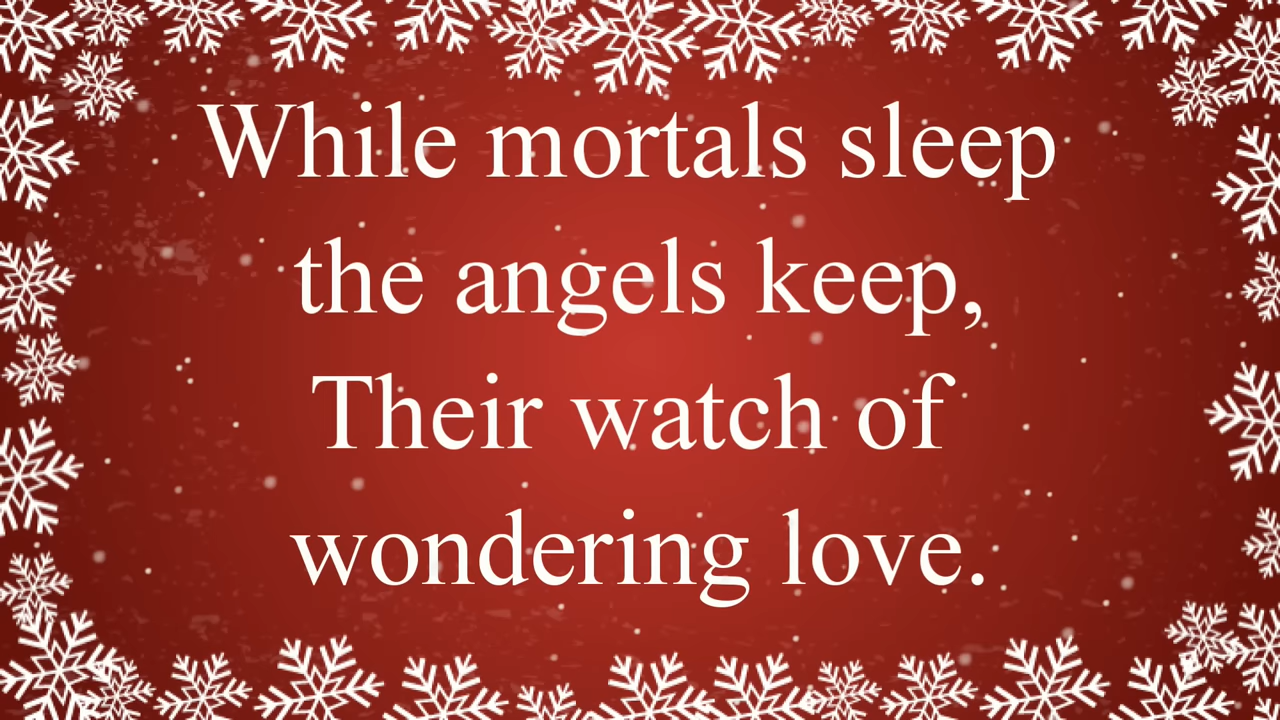 While mortals sleep
the angels keep,
Their watch of
wondering love.